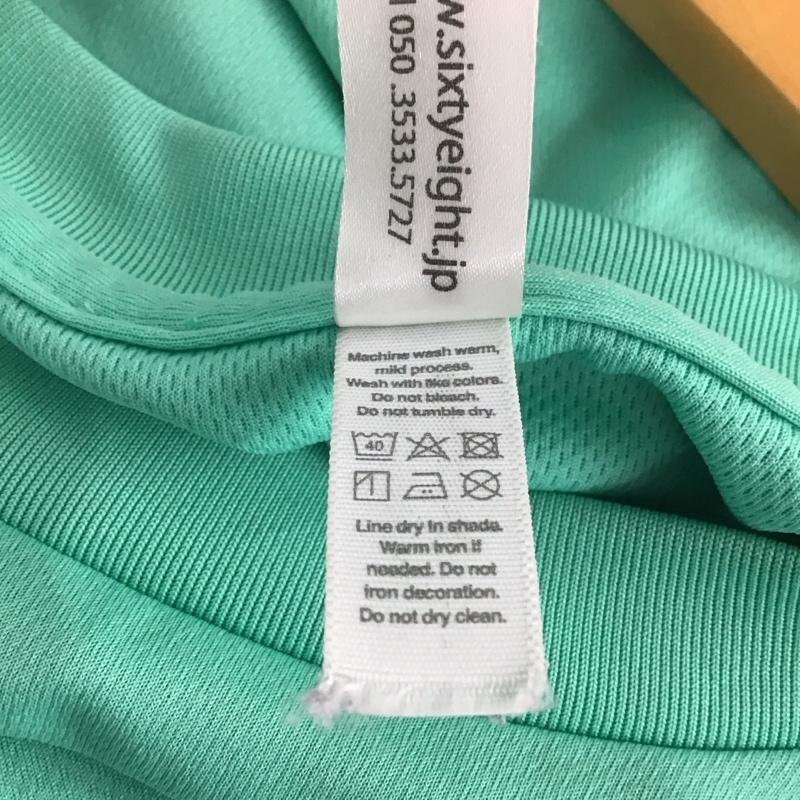 w.sixtyeight.jp
050 .3533.5727
Machine wash warm,
mild process.
Wash with like colors.
Do not bleach.
Do not tumble dry.
40
Line dry in shade.
Warm iron if
needed. Do not
iron decoration.
Do not dry clean.